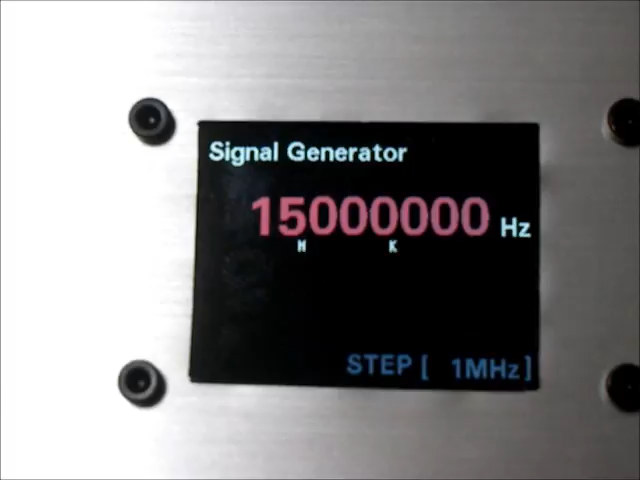 Signal Generator
15000000 Hz
M K
STEP [ 1MHz]